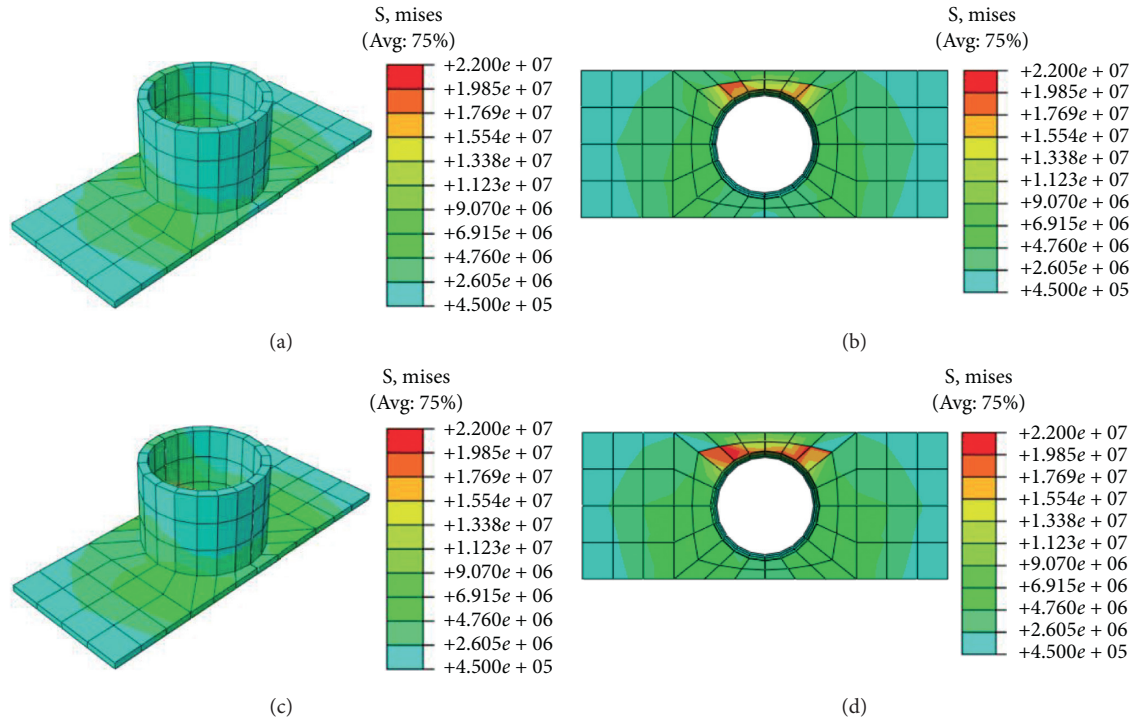 S, mises
(Avg: 75%)
+2.200e + 07
+1.985e + 07
+1.769e + 07
+1.554e + 07
+1.338e + 07
+1.123e + 07
+9.070e + 06
+6.915e + 06
+4.760e + 06
+2.605e + 06
+4.500e + 05
(a)
S, mises
(Avg: 75%)
+2.200e + 07
+1.985e + 07
+1.769e + 07
+1.554e + 07
+1.338e + 07
+1.123e + 07
+9.070e + 06
+6.915e + 06
+4.760e + 06
+2.605e + 06
+4.500e + 05
(b)
S, mises
(Avg: 75%)
+2.200e + 07
+1.985e + 07
+1.769e + 07
+1.554e + 07
+1.338e + 07
+1.123e + 07
+9.070e + 06
+6.915e + 06
+4.760e + 06
+2.605e + 06
+4.500e + 05
(c)
S, mises
(Avg: 75%)
+2.200e + 07
+1.985e + 07
+1.769e + 07
+1.554e + 07
+1.338e + 07
+1.123e + 07
+9.070e + 06
+6.915e + 06
+4.760e + 06
+2.605e + 06
+4.500e + 05
(d)